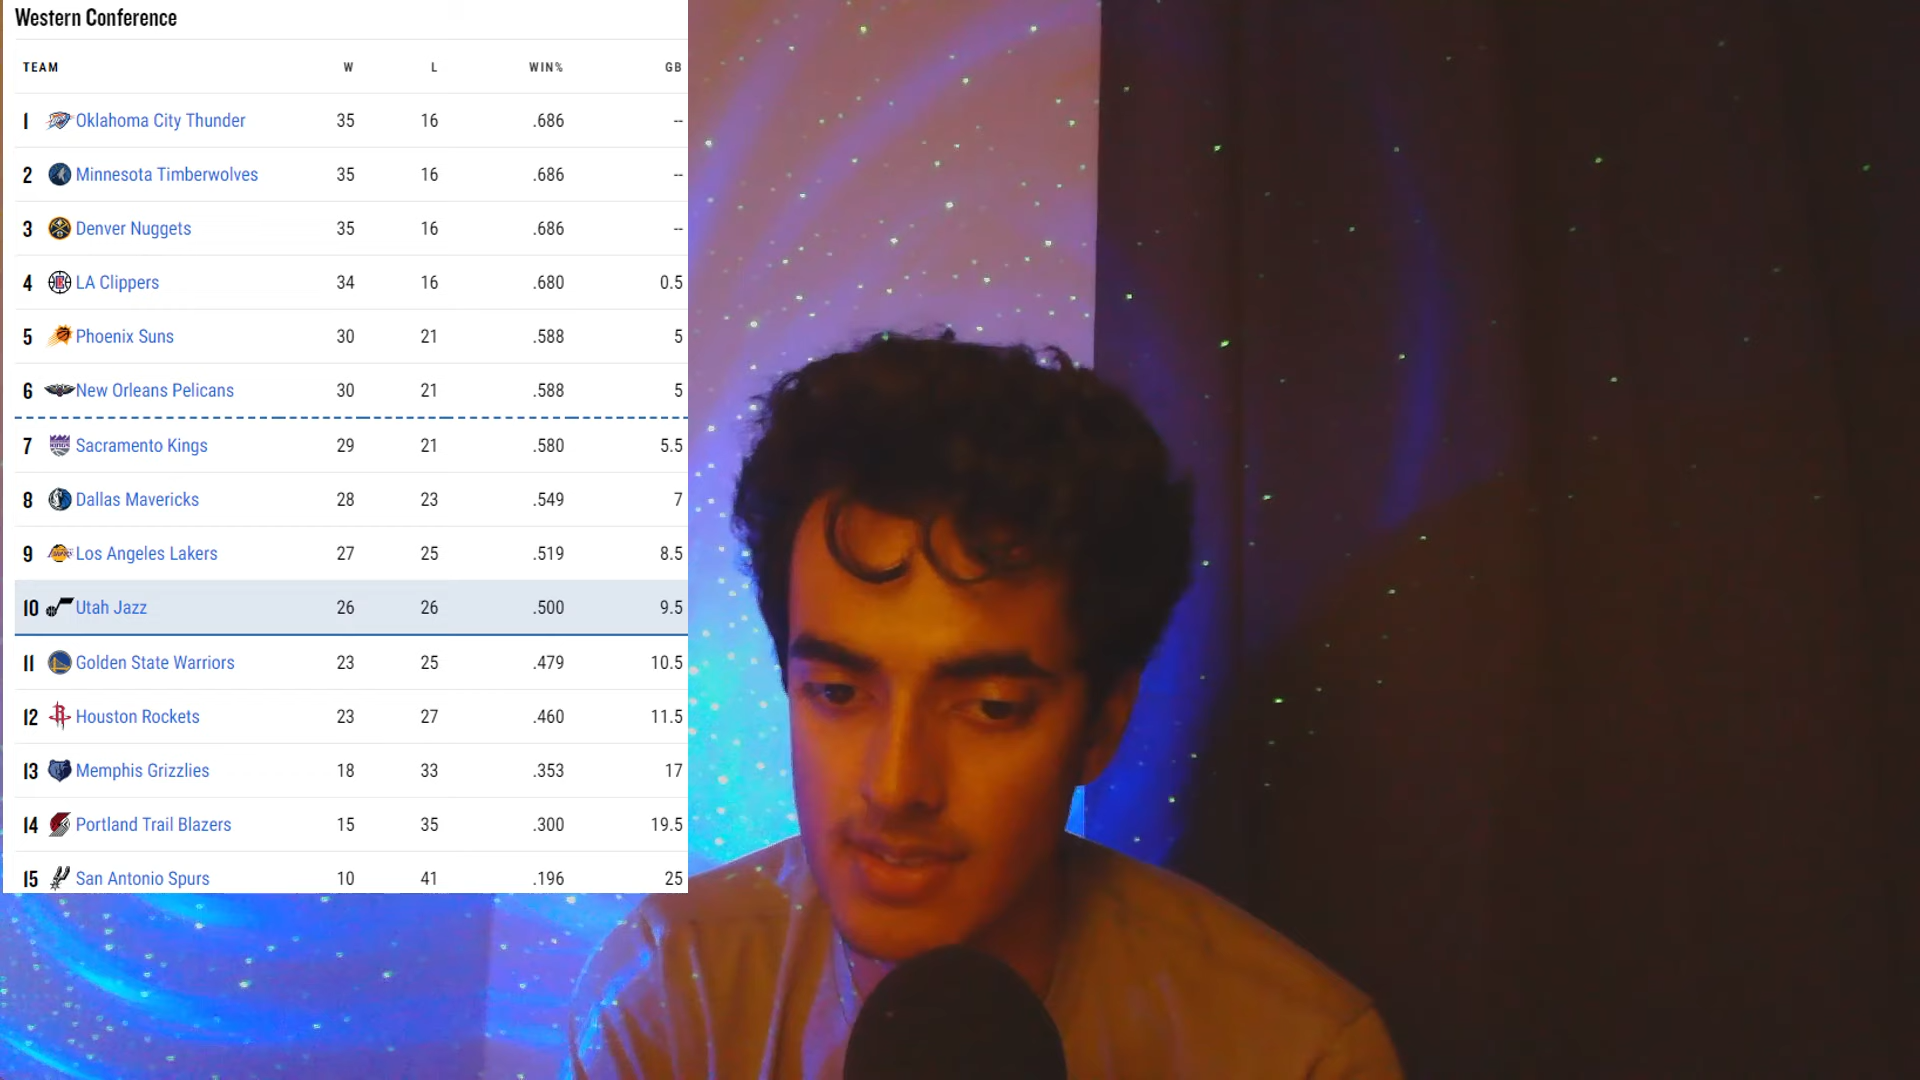 Western Conference
TEAM W L WIN% GB
1 Oklahoma City Thunder 35 16 .686 --
2 Minnesota Timberwolves 35 16 .686 --
3 Denver Nuggets 35 16 .686 --
4 LA Clippers 34 16 .680 0.5
5 Phoenix Suns 30 21 .588 5
6 New Orleans Pelicans 30 21 .588 5
7 Sacramento Kings 29 21 .580 5.5
8 Dallas Mavericks 28 23 .549 7
9 Los Angeles Lakers 27 25 .519 8.5
10 Utah Jazz 26 26 .500 9.5
11 Golden State Warriors 23 25 .479 10.5
12 Houston Rockets 23 27 .460 11.5
13 Memphis Grizzlies 18 33 .353 17
14 Portland Trail Blazers 15 35 .300 19.5
15 San Antonio Spurs 10 41 .196 25